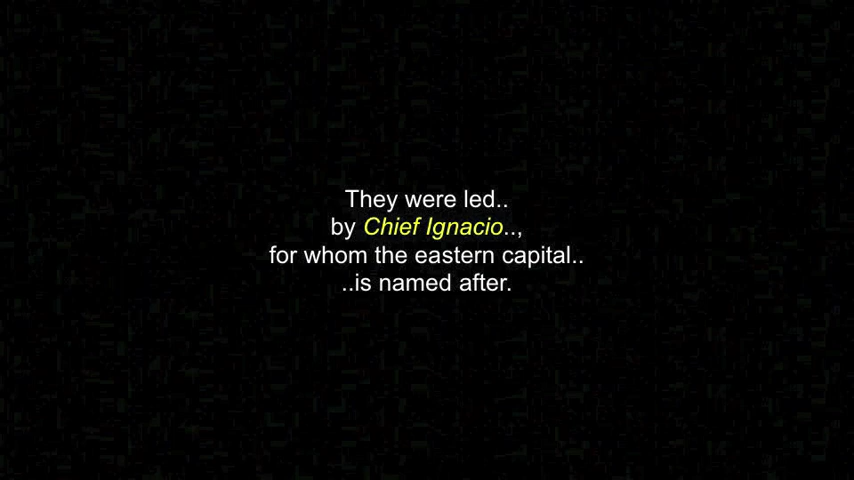 They were led..
by Chief Ignacio..,
for whom the eastern capital..
..is named after.